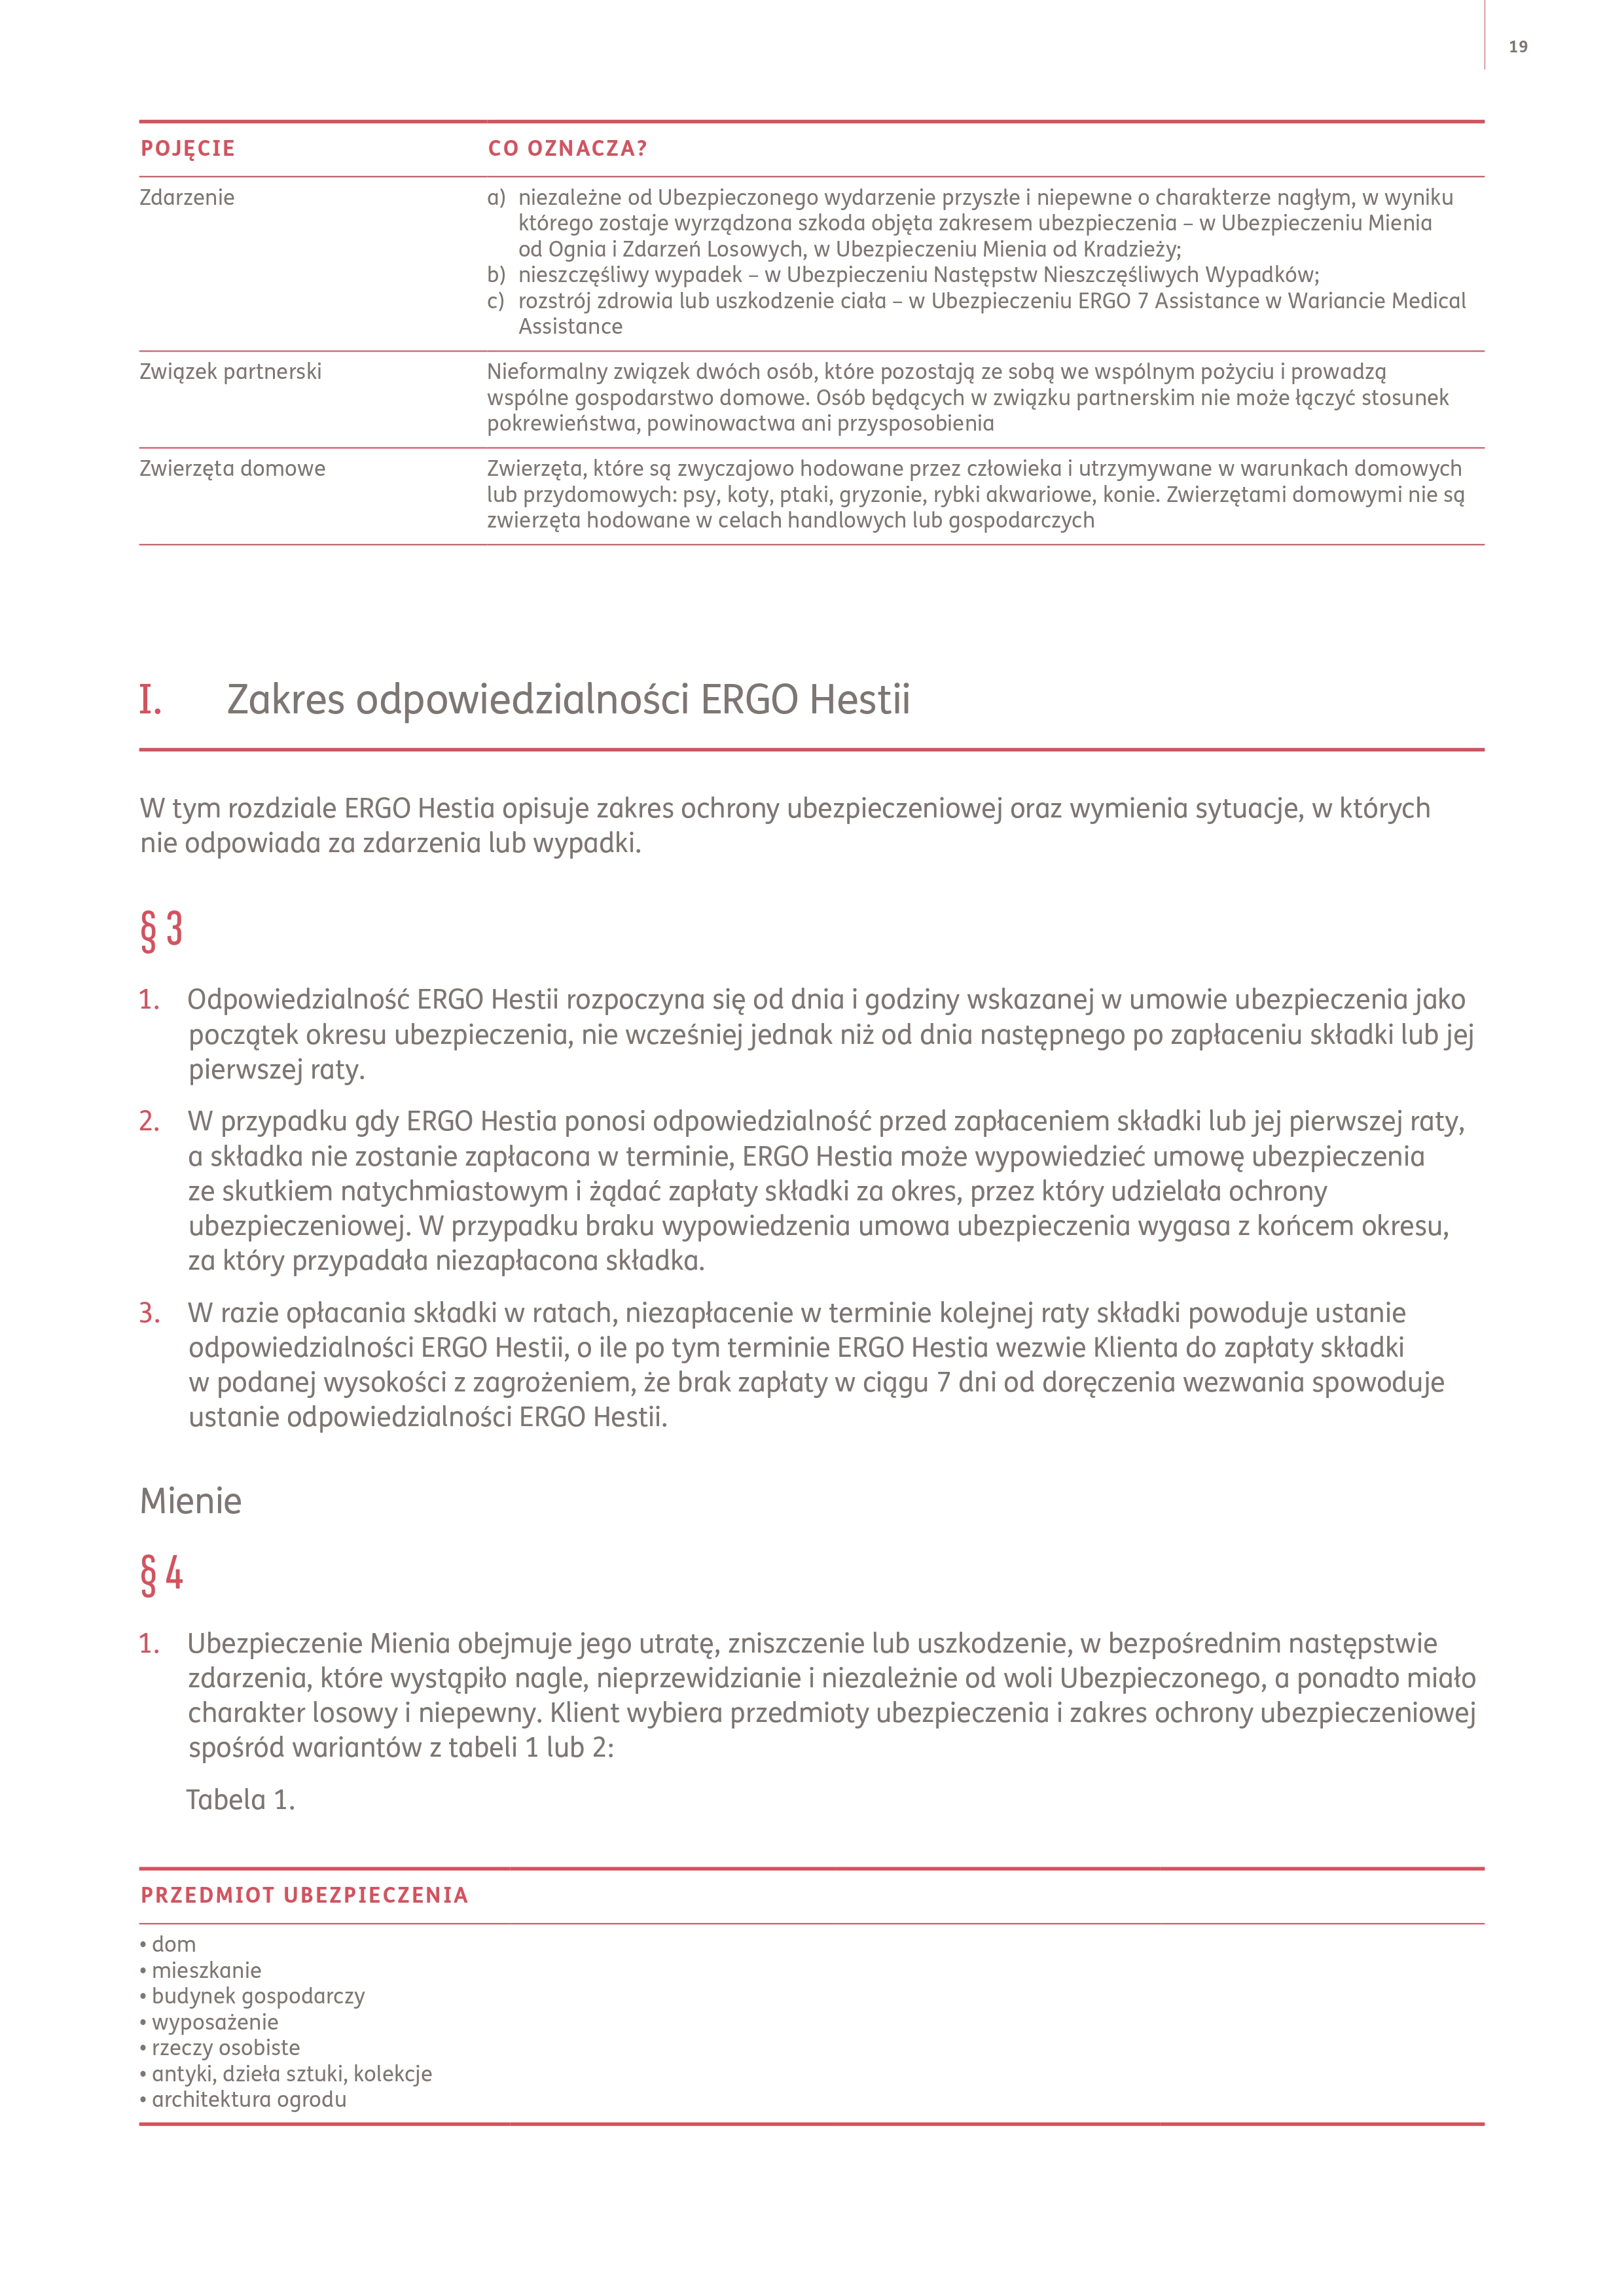 19
POJĘCIE CO OZNACZA?
Zdarzenie a) niezależne od Ubezpieczonego wydarzenie przyszłe i niepewne o charakterze nagłym, w wyniku
którego zostaje wyrządzona szkoda objęta zakresem ubezpieczenia – w Ubezpieczeniu Mienia
od Ognia i Zdarzeń Losowych, w Ubezpieczeniu Mienia od Kradzieży;
b) nieszczęśliwy wypadek – w Ubezpieczeniu Następstw Nieszczęśliwych Wypadków;
c) rozstrój zdrowia lub uszkodzenie ciała – w Ubezpieczeniu ERGO 7 Assistance w Wariancie Medical
Assistance
Związek partnerski Nieformalny związek dwóch osób, które pozostają ze sobą we wspólnym pożyciu i prowadzą
wspólne gospodarstwo domowe. Osób będących w związku partnerskim nie może łączyć stosunek
pokrewieństwa, powinowactwa ani przysposobienia
Zwierzęta domowe Zwierzęta, które są zwyczajowo hodowane przez człowieka i utrzymywane w warunkach domowych
lub przydomowych: psy, koty, ptaki, gryzonie, rybki akwariowe, konie. Zwierzętami domowymi nie są
zwierzęta hodowane w celach handlowych lub gospodarczych
I. Zakres odpowiedzialności ERGO Hestii
W tym rozdziale ERGO Hestia opisuje zakres ochrony ubezpieczeniowej oraz wymienia sytuacje, w których
nie odpowiada za zdarzenia lub wypadki.
§ 3
1. Odpowiedzialność ERGO Hestii rozpoczyna się od dnia i godziny wskazanej w umowie ubezpieczenia jako
początek okresu ubezpieczenia, nie wcześniej jednak niż od dnia następnego po zapłaceniu składki lub jej
pierwszej raty.
2. W przypadku gdy ERGO Hestia ponosi odpowiedzialność przed zapłaceniem składki lub jej pierwszej raty,
a składka nie zostanie zapłacona w terminie, ERGO Hestia może wypowiedzieć umowę ubezpieczenia
ze skutkiem natychmiastowym i żądać zapłaty składki za okres, przez który udzielała ochrony
ubezpieczeniowej. W przypadku braku wypowiedzenia umowa ubezpieczenia wygasa z końcem okresu,
za który przypadała niezapłacona składka.
3. W razie opłacania składki w ratach, niezapłacenie w terminie kolejnej raty składki powoduje ustanie
odpowiedzialności ERGO Hestii, o ile po tym terminie ERGO Hestia wezwie Klienta do zapłaty składki
w podanej wysokości z zagrożeniem, że brak zapłaty w ciągu 7 dni od doręczenia wezwania spowoduje
ustanie odpowiedzialności ERGO Hestii.
Mienie
§ 4
1. Ubezpieczenie Mienia obejmuje jego utratę, zniszczenie lub uszkodzenie, w bezpośrednim następstwie
zdarzenia, które wystąpiło nagle, nieprzewidzianie i niezależnie od woli Ubezpieczonego, a ponadto miało
charakter losowy i niepewny. Klient wybiera przedmioty ubezpieczenia i zakres ochrony ubezpieczeniowej
spośród wariantów z tabeli 1 lub 2:
Tabela 1.
PRZEDMIOT UBEZPIECZENIA
• dom
• mieszkanie
• budynek gospodarczy
• wyposażenie
• rzeczy osobiste
• antyki, dzieła sztuki, kolekcje
• architektura ogrodu